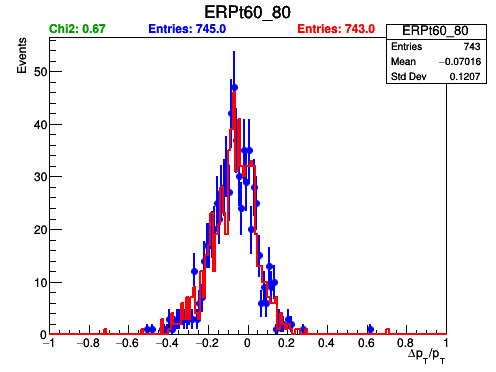 ERPt60_80
Chi2: 0.67 Entries: 745.0 Entries: 743.0
ERPt60_80
Entries 743
Mean −0.07016
Std Dev 0.1207
Events
50
40
30
20
10
0
−1 −0.8 −0.6 −0.4 −0.2 0 0.2 0.4 0.6 0.8 1
Δp_T/p_T